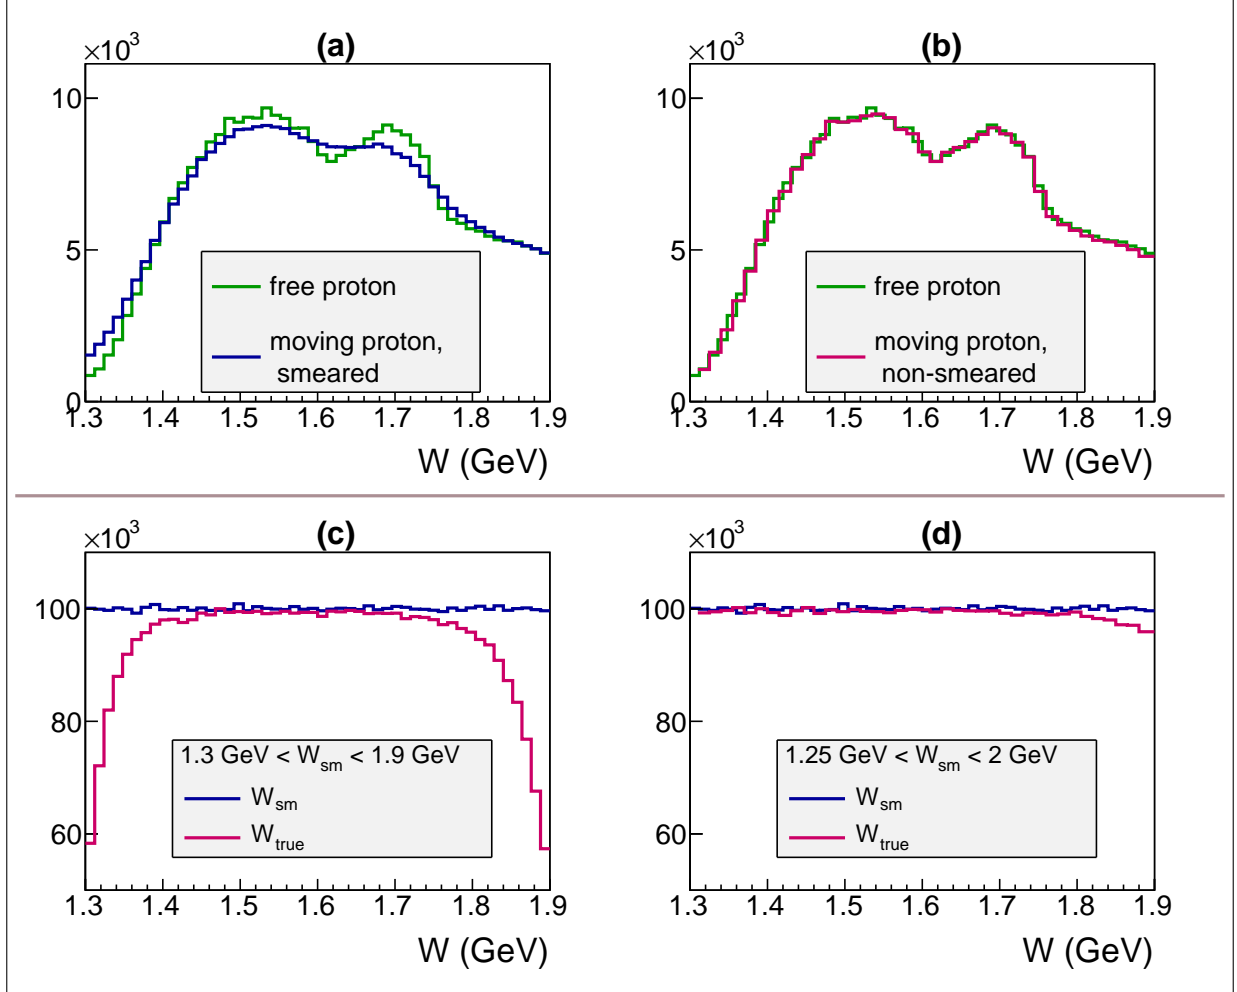 (a)
×10³
10
5
0
free proton
moving proton,
smeared
1.3 1.4 1.5 1.6 1.7 1.8 1.9
W (GeV)
(b)
×10³
10
5
0
free proton
moving proton,
non-smeared
1.3 1.4 1.5 1.6 1.7 1.8 1.9
W (GeV)
(c)
×10³
100
80
60
1.3 GeV < W_sm < 1.9 GeV
W_sm
W_true
1.3 1.4 1.5 1.6 1.7 1.8 1.9
W (GeV)
(d)
×10³
100
80
60
1.25 GeV < W_sm < 2 GeV
W_sm
W_true
1.3 1.4 1.5 1.6 1.7 1.8 1.9
W (GeV)